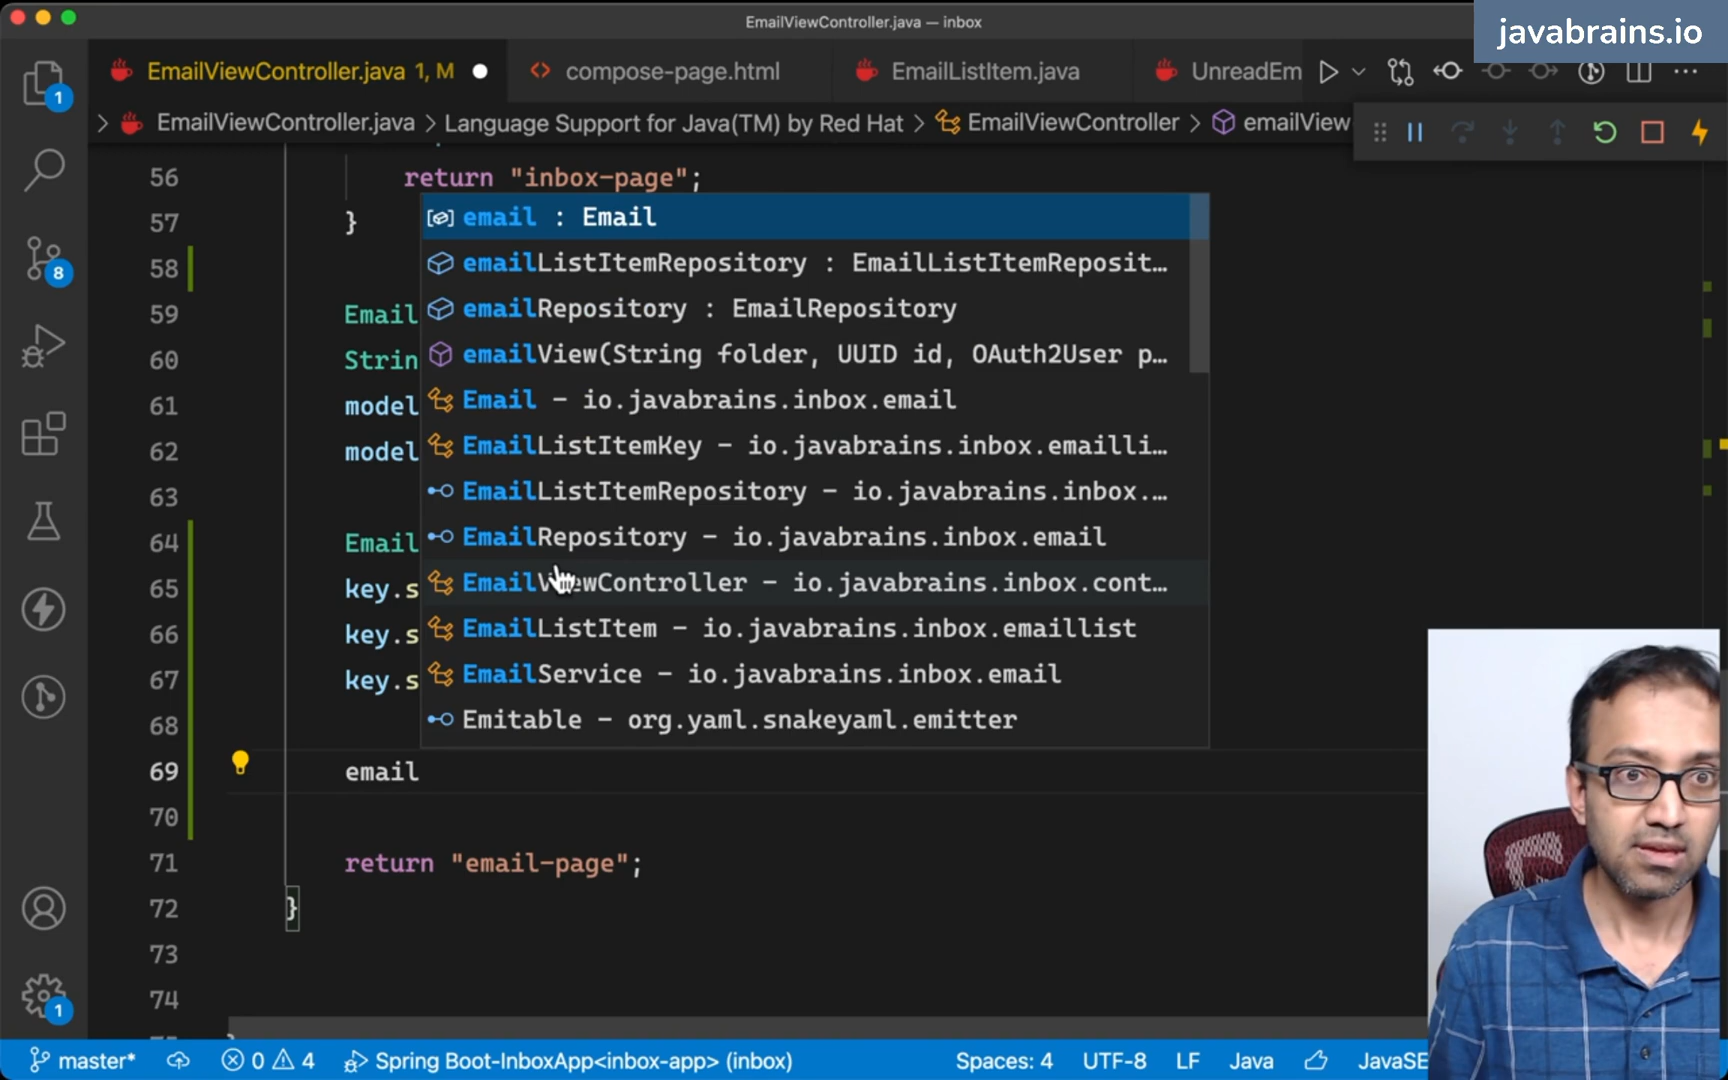 EmailViewController.java — inbox
javabrains.io
EmailViewController.java 1, M
compose-page.html
EmailListItem.java
UnreadEm
EmailViewController.java > Language Support for Java(TM) by Red Hat > EmailViewController > emailView
1
8
1
56 return "inbox-page";
57 }
58
59 Email
60 Strin
61 model
62 model
63
64 Email
65 key.s
66 key.s
67 key.s
68
69 email
70
71 return "email-page";
72 }
73
74
email : Email
emailListItemRepository : EmailListItemReposit…
emailRepository : EmailRepository
emailView(String folder, UUID id, OAuth2User p…
Email – io.javabrains.inbox.email
EmailListItemKey – io.javabrains.inbox.emailli…
EmailListItemRepository – io.javabrains.inbox.…
EmailRepository – io.javabrains.inbox.email
EmailViewController – io.javabrains.inbox.cont…
EmailListItem – io.javabrains.inbox.emaillist
EmailService – io.javabrains.inbox.email
Emitable – org.yaml.snakeyaml.emitter
master* 0 4 Spring Boot-InboxApp<inbox-app> (inbox) Spaces: 4 UTF-8 LF Java JavaSE